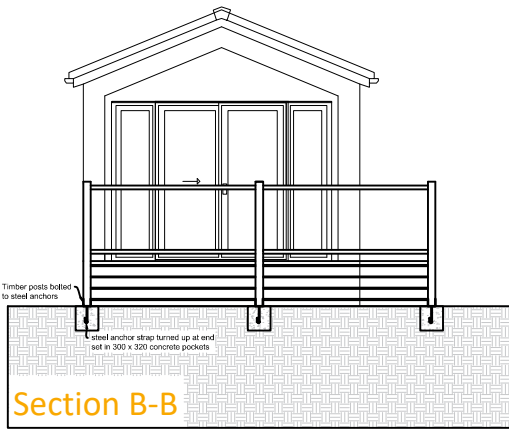 Timber posts bolted
to steel anchors
steel anchor strap turned up at end
set in 300 x 320 concrete pockets
Section B-B